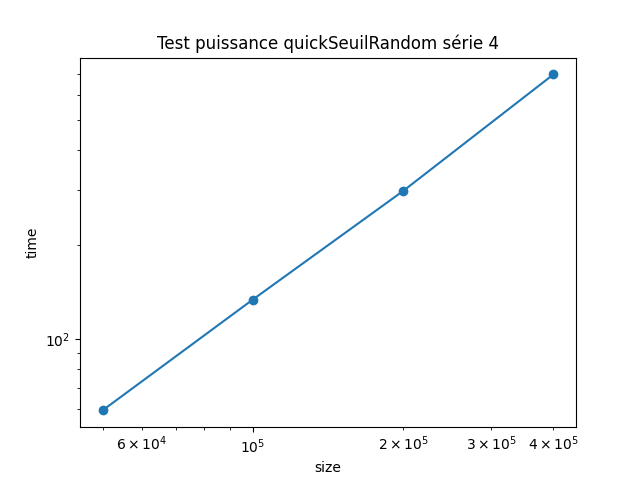 Test puissance quickSeuilRandom série 4
time
10²
6 × 10⁴
10⁵
2 × 10⁵
3 × 10⁵
4 × 10⁵
size